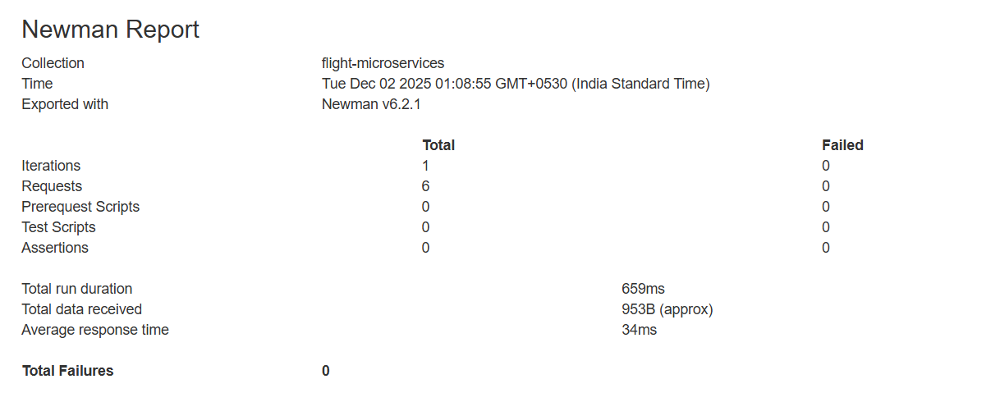 Newman Report
Collection flight-microservices
Time Tue Dec 02 2025 01:08:55 GMT+0530 (India Standard Time)
Exported with Newman v6.2.1
Total Failed
Iterations 1 0
Requests 6 0
Prerequest Scripts 0 0
Test Scripts 0 0
Assertions 0 0
Total run duration 659ms
Total data received 953B (approx)
Average response time 34ms
Total Failures 0